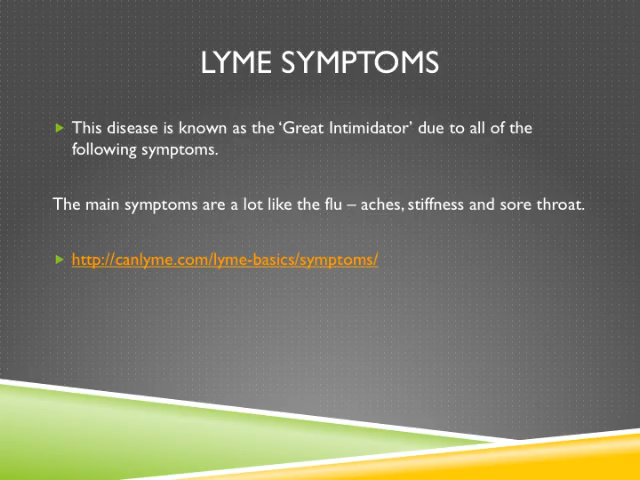 LYME SYMPTOMS
This disease is known as the ‘Great Intimidator’ due to all of the
following symptoms.
The main symptoms are a lot like the flu – aches, stiffness and sore throat.
http://canlyme.com/lyme-basics/symptoms/